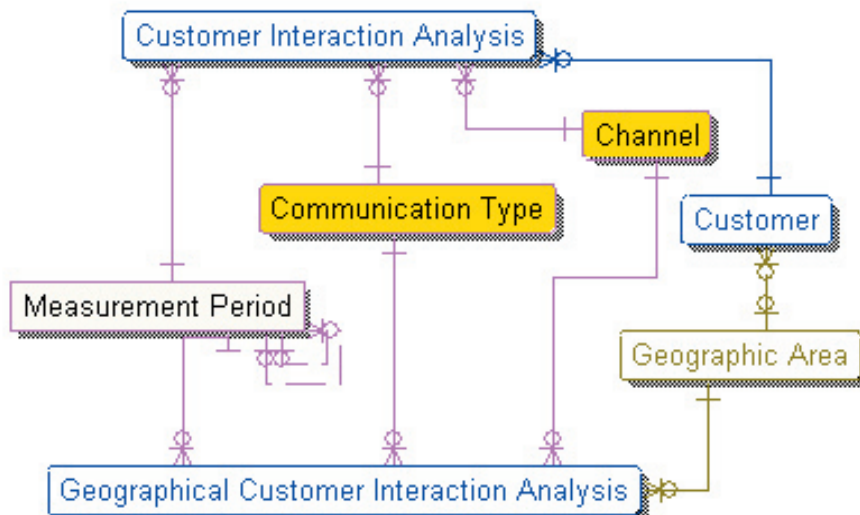 Customer Interaction Analysis
Channel
Communication Type
Customer
Measurement Period
Geographic Area
Geographical Customer Interaction Analysis